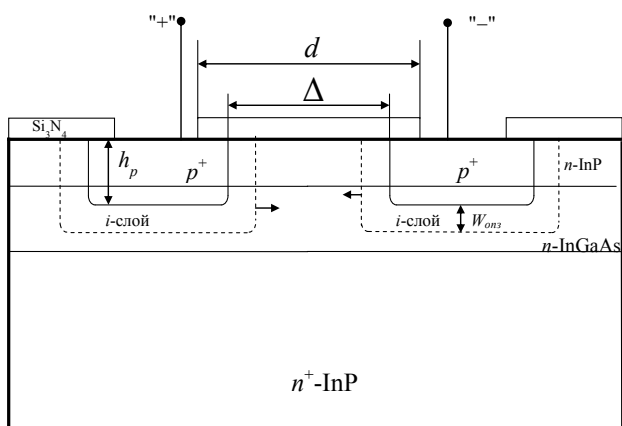 "+"
"–"
d
Δ
Si₃N₄
hₚ
p⁺
p⁺
n-InP
i-слой
i-слой
Wопз
n-InGaAs
n⁺-InP